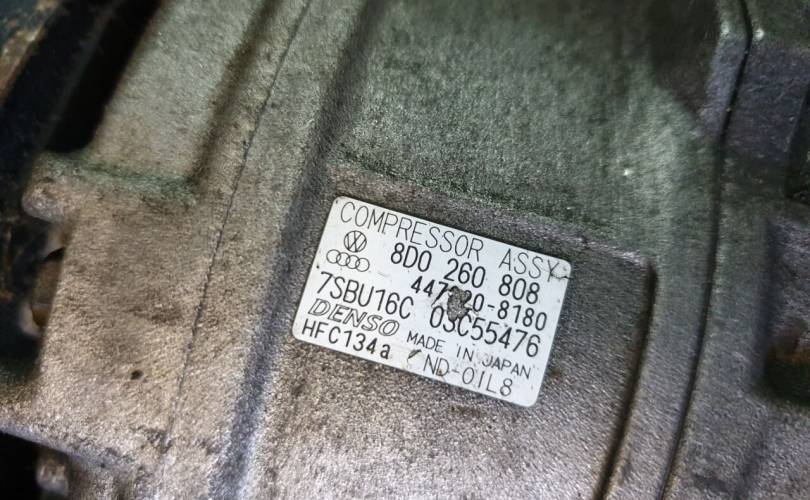 COMPRESSOR ASSY
8D0 260 808
7SBU16C 03C55476
DENSO MADE IN JAPAN
HFC134a ND-OIL8